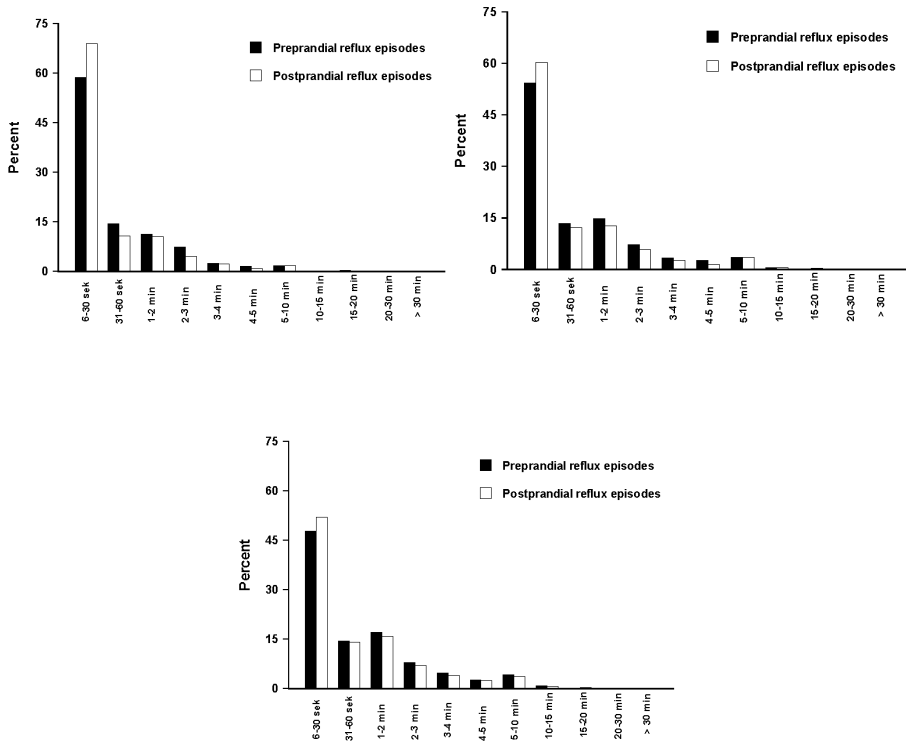 75
60
45
30
15
0
Percent
Preprandial reflux episodes
Postprandial reflux episodes
6-30 sek
31-60 sek
1-2 min
2-3 min
3-4 min
4-5 min
5-10 min
10-15 min
15-20 min
20-30 min
> 30 min
75
60
45
30
15
0
Percent
Preprandial reflux episodes
Postprandial reflux episodes
6-30 sek
31-60 sek
1-2 min
2-3 min
3-4 min
4-5 min
5-10 min
10-15 min
15-20 min
20-30 min
> 30 min
75
60
45
30
15
0
Percent
Preprandial reflux episodes
Postprandial reflux episodes
6-30 sek
31-60 sek
1-2 min
2-3 min
3-4 min
4-5 min
5-10 min
10-15 min
15-20 min
20-30 min
> 30 min